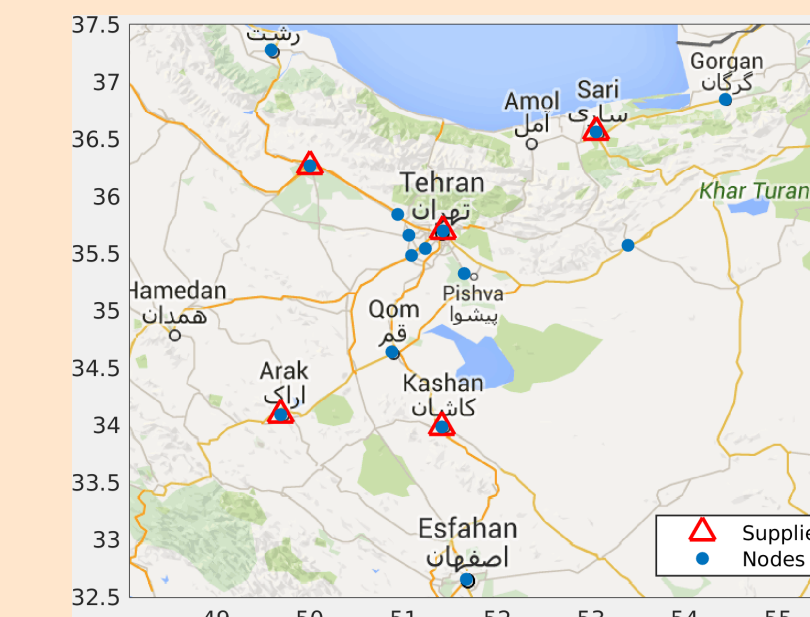 37.5
رشت
37
Gorgan
گرگان
Sari
ساری
Amol
آمل
36.5
36
Tehran
تهران
Khar Turan
35.5
35
Hamedan
همدان
Pishva
پیشوا
Qom
قم
34.5
Arak
اراک
Kashan
کاشان
34
33.5
33
Esfahan
اصفهان
Supplie
Nodes
32.5
49 50 51 52 53 54 55